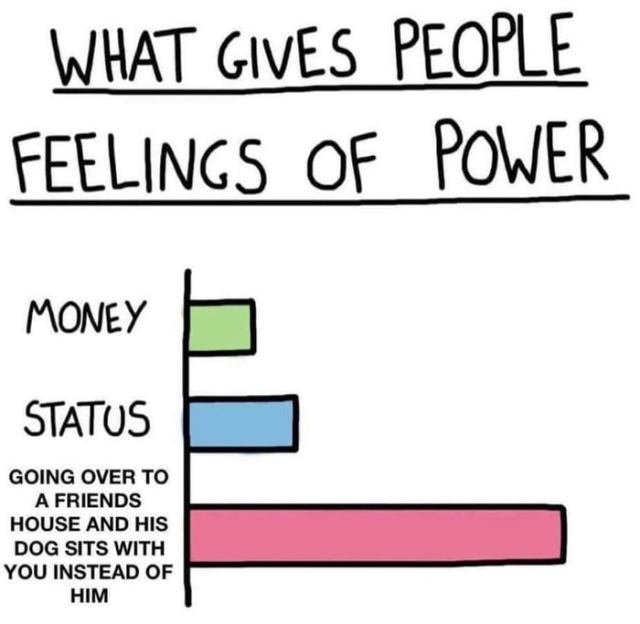 WHAT GIVES PEOPLE
FEELINGS OF POWER
MONEY
STATUS
GOING OVER TO
A FRIENDS
HOUSE AND HIS
DOG SITS WITH
YOU INSTEAD OF
HIM